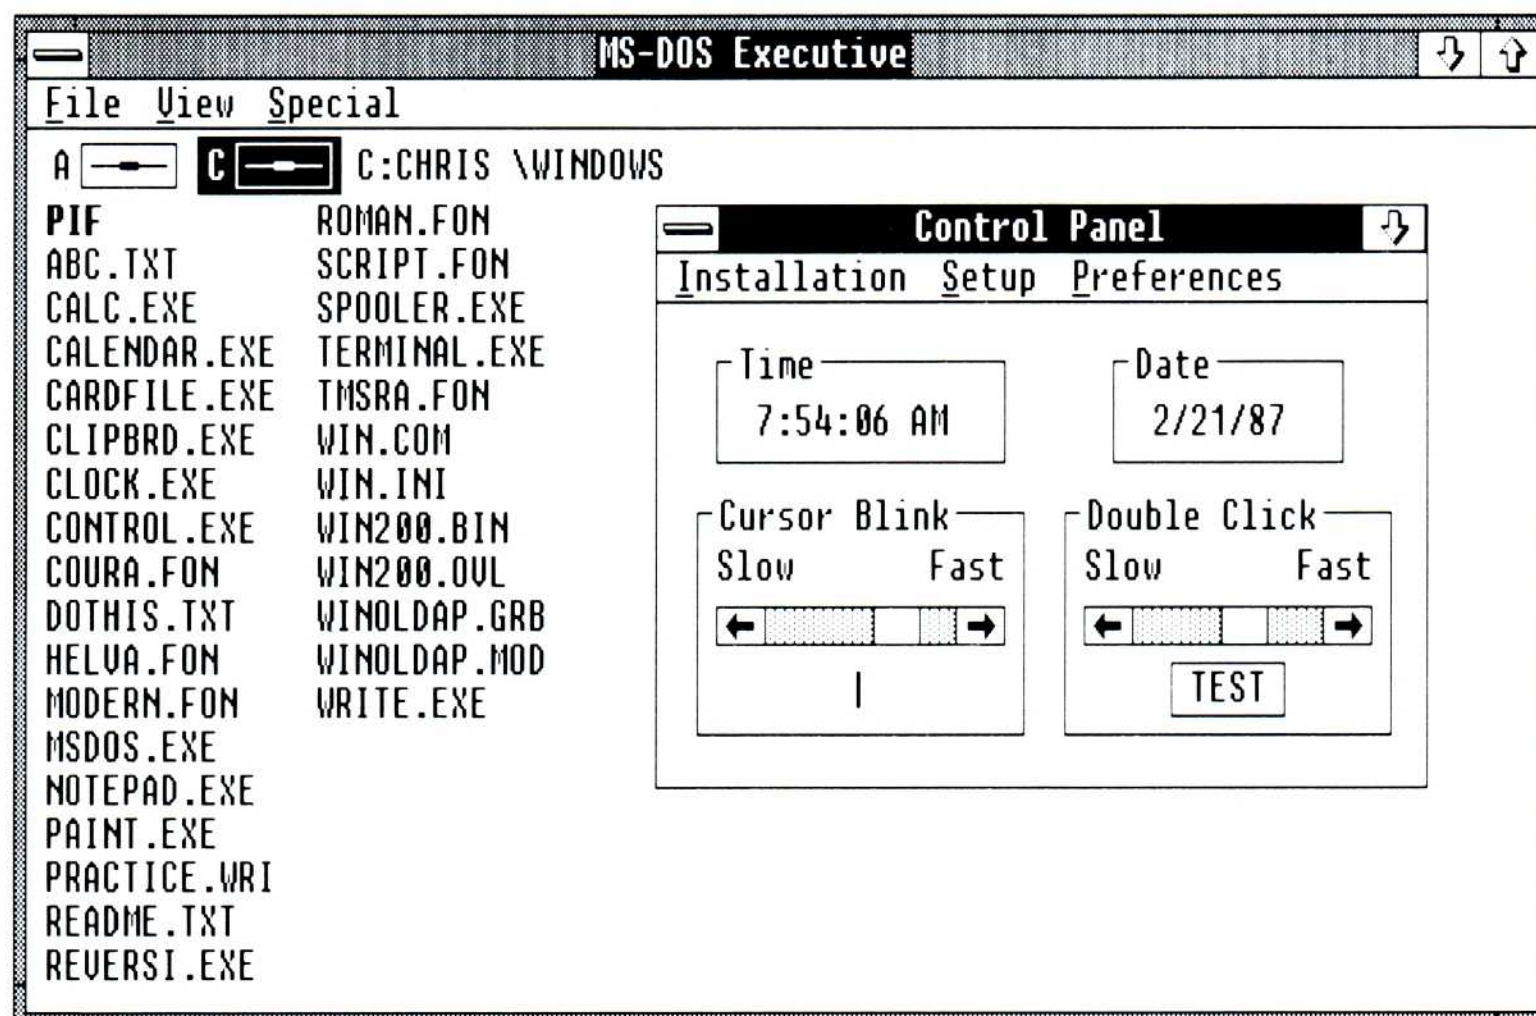 MS-DOS Executive
File View Special
A C C:CHRIS \WINDOWS
PIF
ABC.TXT
CALC.EXE
CALENDAR.EXE
CARDFILE.EXE
CLIPBRD.EXE
CLOCK.EXE
CONTROL.EXE
COURA.FON
DOTHIS.TXT
HELVA.FON
MODERN.FON
MSDOS.EXE
NOTEPAD.EXE
PAINT.EXE
PRACTICE.WRI
README.TXT
REVERSI.EXE
ROMAN.FON
SCRIPT.FON
SPOOLER.EXE
TERMINAL.EXE
TMSRA.FON
WIN.COM
WIN.INI
WIN200.BIN
WIN200.OVL
WINOLDAP.GRB
WINOLDAP.MOD
WRITE.EXE
Control Panel
Installation Setup Preferences
Time
7:54:06 AM
Date
2/21/87
Cursor Blink
Slow Fast
Double Click
Slow Fast
TEST